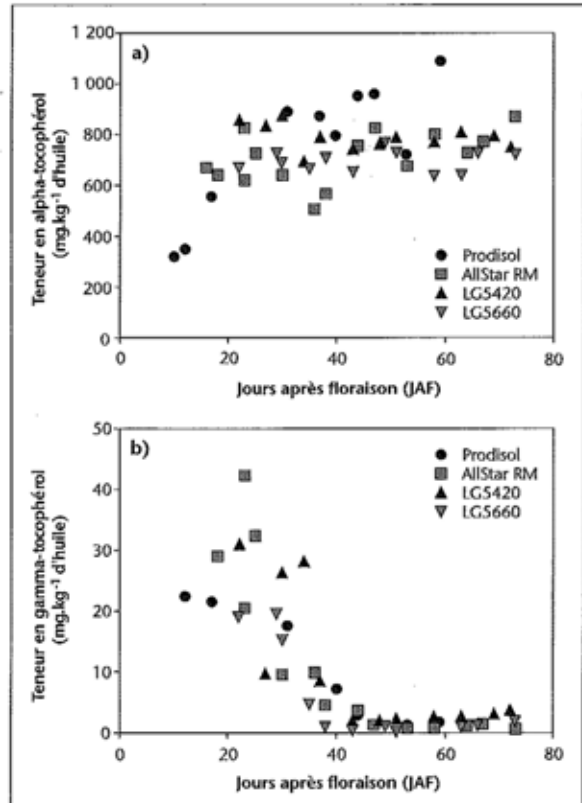 a)
Teneur en alpha-tocophérol
(mg.kg⁻¹ d'huile)
1 200
1 000
800
600
400
200
0
0 20 40 60 80
Prodisol
AllStar RM
LG5420
LG5660
Jours après floraison (JAF)
b)
Teneur en gamma-tocophérol
(mg.kg⁻¹ d'huile)
50
40
30
20
10
0
0 20 40 60 80
Prodisol
AllStar RM
LG5420
LG5660
Jours après floraison (JAF)